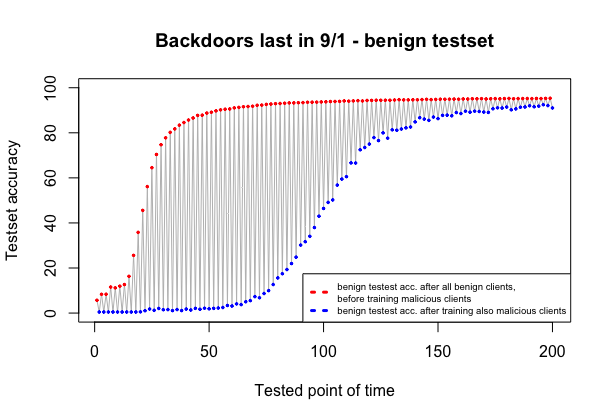 Backdoors last in 9/1 - benign testset
Testset accuracy
100
80
60
40
20
0
benign testest acc. after all benign clients,
before training malicious clients
benign testest acc. after training also malicious clients
0 50 100 150 200
Tested point of time